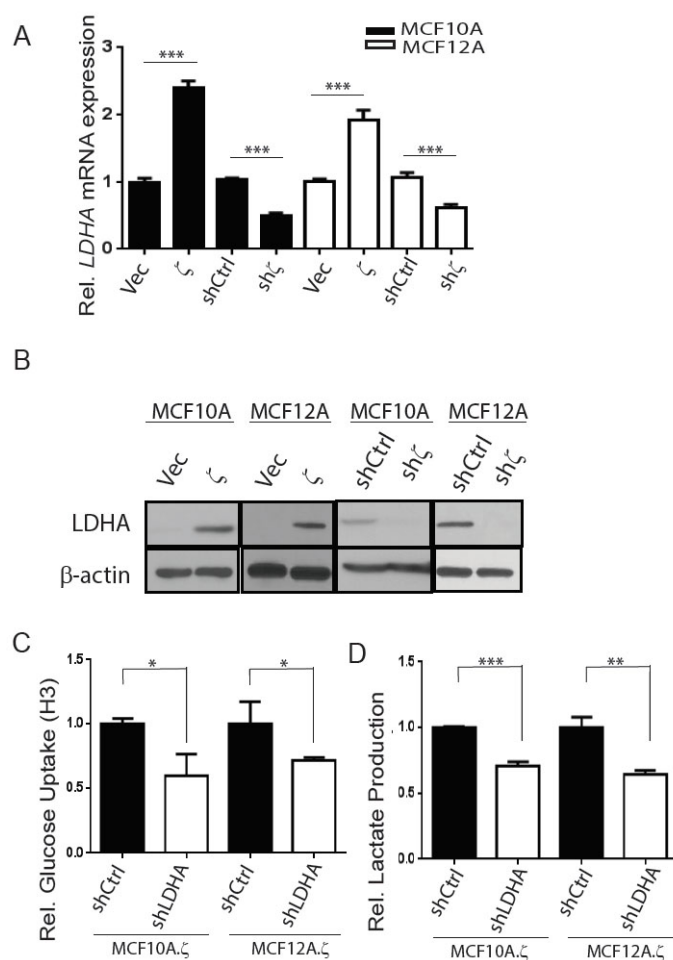 A
MCF10A
MCF12A
Rel. LDHA mRNA expression
3
2
1
0
***
***
***
***
Vec
ζ
shCtrl
shζ
Vec
ζ
shCtrl
shζ
B
MCF10A MCF12A MCF10A MCF12A
Vec ζ Vec ζ shCtrl shζ shCtrl shζ
LDHA
β-actin
C
Rel. Glucose Uptake (H3)
1.5
1.0
0.5
0.0
* *
shCtrl
shLDHA
shCtrl
shLDHA
MCF10A.ζ MCF12A.ζ
D
Rel. Lactate Production
1.5
1.0
0.5
0.0
*** **
shCtrl
shLDHA
shCtrl
shLDHA
MCF10A.ζ MCF12A.ζ